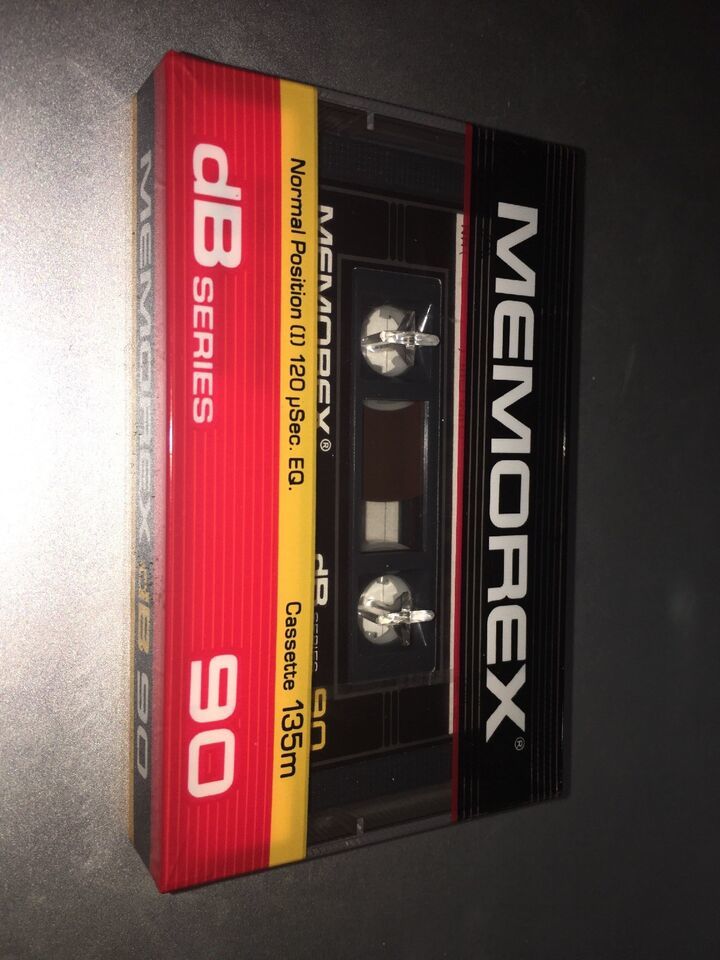 MEMOREX®
MEMOREX®
dB SERIES 90
Normal Position (I) 120 µSec. EQ.
Cassette 135m
dB SERIES 90
MEMOREX dB 90